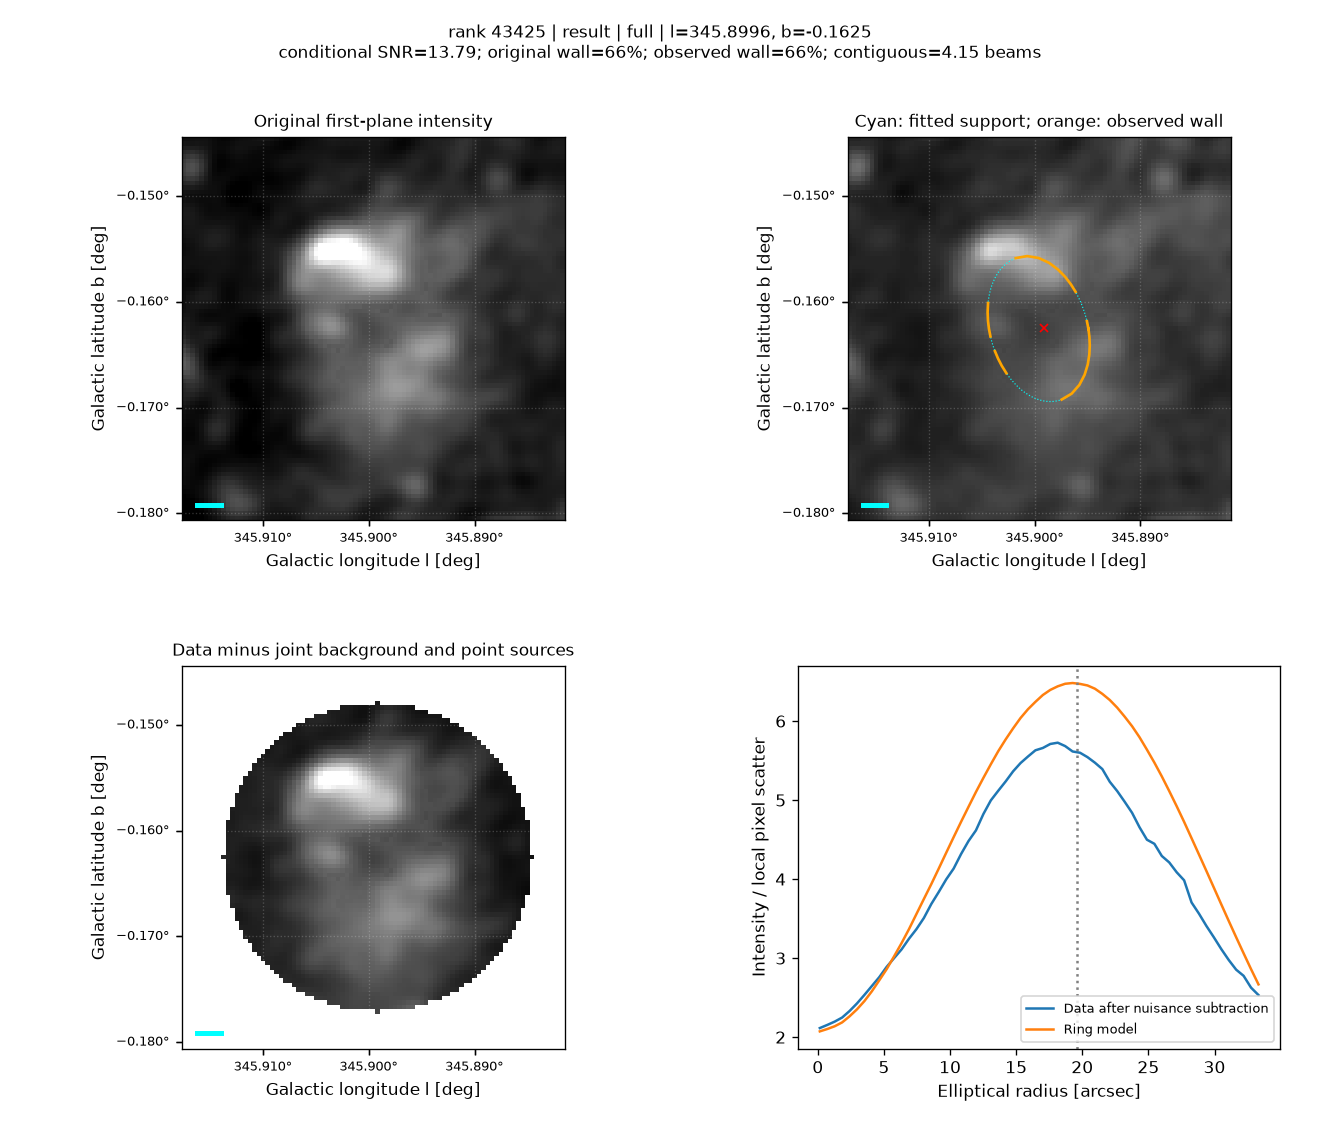 rank 43425 | result | full | l=345.8996, b=-0.1625
conditional SNR=13.79; original wall=66%; observed wall=66%; contiguous=4.15 beams
Original first-plane intensity
−0.150°
−0.160°
−0.170°
−0.180°
345.910°
345.900°
345.890°
Galactic longitude l [deg]
Galactic latitude b [deg]
Cyan: fitted support; orange: observed wall
−0.150°
−0.160°
−0.170°
−0.180°
345.910°
345.900°
345.890°
Galactic longitude l [deg]
Galactic latitude b [deg]
Data minus joint background and point sources
−0.150°
−0.160°
−0.170°
−0.180°
345.910°
345.900°
345.890°
Galactic longitude l [deg]
Galactic latitude b [deg]
6
5
4
3
2
0
5
10
15
20
25
30
Elliptical radius [arcsec]
Intensity / local pixel scatter
Data after nuisance subtraction
Ring model